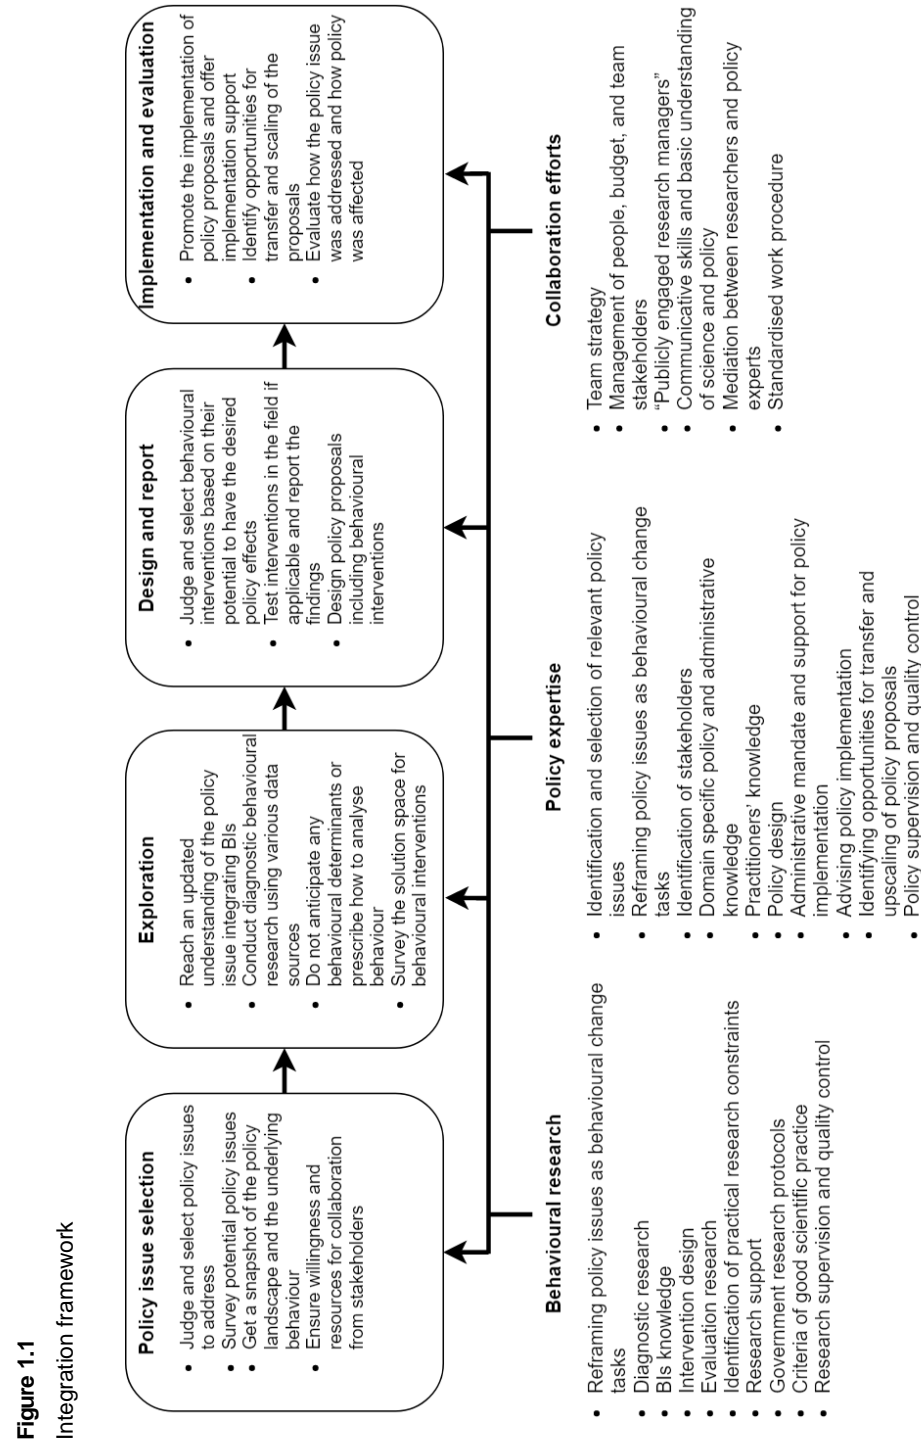 Figure 1.1
Integration framework
Policy issue selection
• Judge and select policy issues
to address
• Survey potential policy issues
• Get a snapshot of the policy
landscape and the underlying
behaviour
• Ensure willingness and
resources for collaboration
from stakeholders
Exploration
• Reach an updated
understanding of the policy
issue integrating BIs
• Conduct diagnostic behavioural
research using various data
sources
• Do not anticipate any
behavioural determinants or
prescribe how to analyse
behaviour
• Survey the solution space for
behavioural interventions
Design and report
• Judge and select behavioural
interventions based on their
potential to have the desired
policy effects
• Test interventions in the field if
applicable and report the
findings
• Design policy proposals
including behavioural
interventions
Implementation and evaluation
• Promote the implementation of
policy proposals and offer
implementation support
• Identify opportunities for
transfer and scaling of the
proposals
• Evaluate how the policy issue
was addressed and how policy
was affected
Behavioural research
• Reframing policy issues as behavioural change
tasks
• Diagnostic research
• BIs knowledge
• Intervention design
• Evaluation research
• Identification of practical research constraints
• Research support
• Government research protocols
• Criteria of good scientific practice
• Research supervision and quality control
Policy expertise
• Identification and selection of relevant policy
issues
• Reframing policy issues as behavioural change
tasks
• Identification of stakeholders
• Domain specific policy and administrative
knowledge
• Practitioners' knowledge
• Policy design
• Administrative mandate and support for policy
implementation
• Advising policy implementation
• Identifying opportunities for transfer and
upscaling of policy proposals
• Policy supervision and quality control
Collaboration efforts
• Team strategy
• Management of people, budget, and team
stakeholders
• “Publicly engaged research managers”
• Communicative skills and basic understanding
of science and policy
• Mediation between researchers and policy
experts
• Standardised work procedure